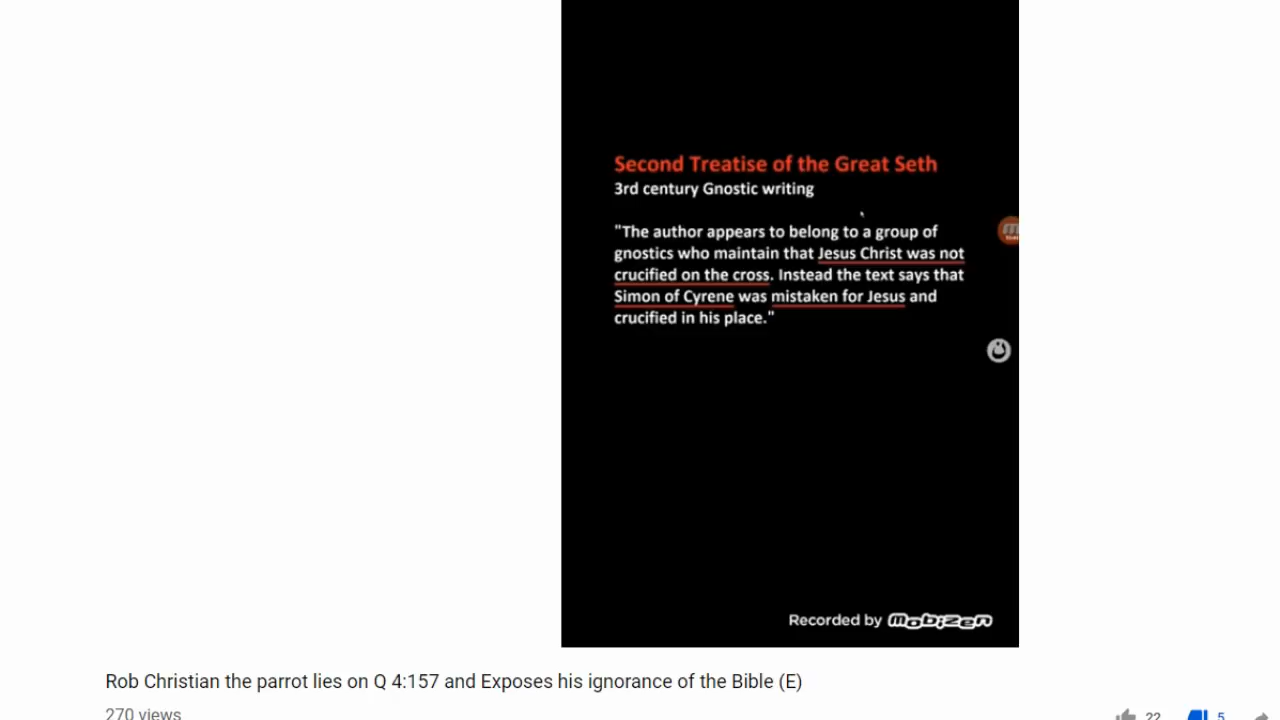 Second Treatise of the Great Seth
3rd century Gnostic writing
"The author appears to belong to a group of
gnostics who maintain that Jesus Christ was not
crucified on the cross. Instead the text says that
Simon of Cyrene was mistaken for Jesus and
crucified in his place."
Recorded by Mobizen
Rob Christian the parrot lies on Q 4:157 and Exposes his ignorance of the Bible (E)
270 views
22
5